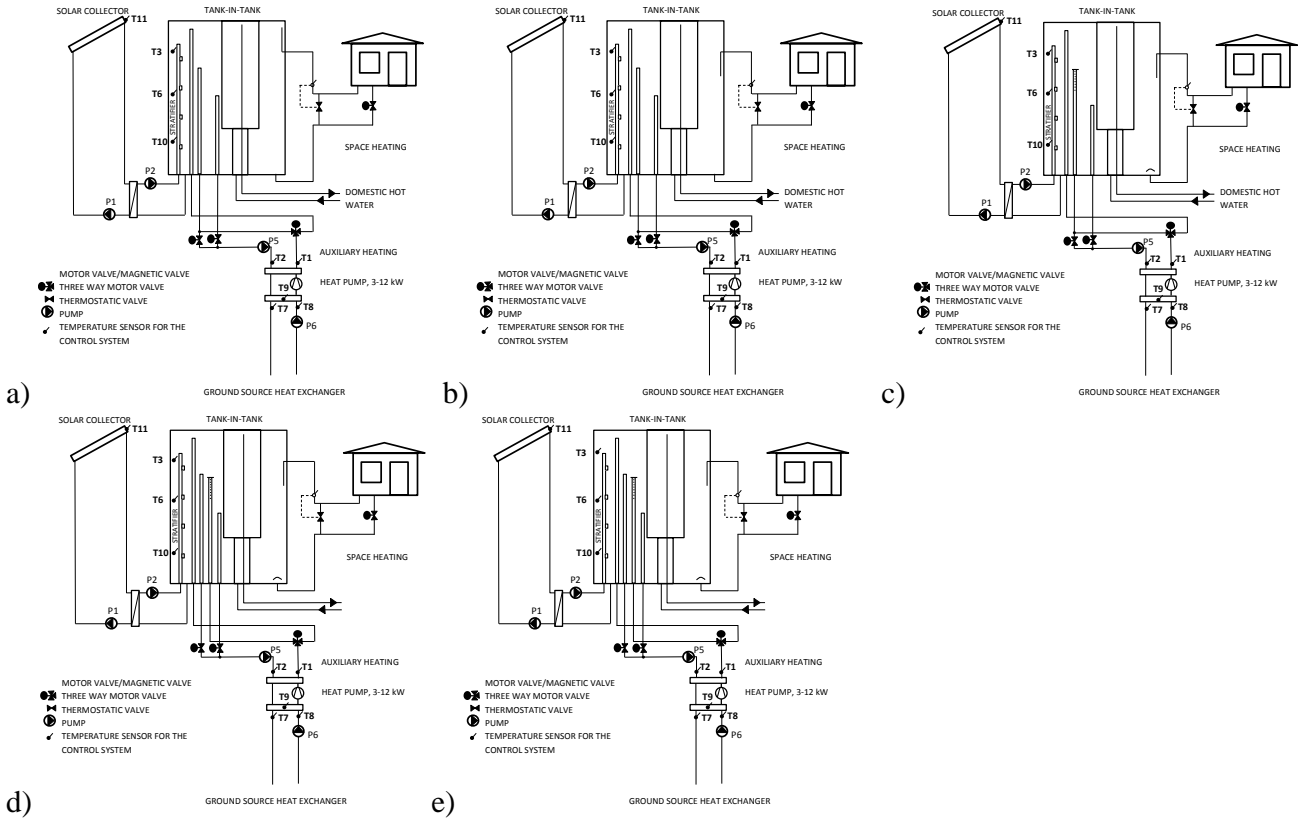 SOLAR COLLECTOR
TANK-IN-TANK
T11
T3
T6
STRATIFIER
T10
P2
P1
SPACE HEATING
DOMESTIC HOT
WATER
P5
AUXILIARY HEATING
T2
T1
MOTOR VALVE/MAGNETIC VALVE
THREE WAY MOTOR VALVE
THERMOSTATIC VALVE
PUMP
TEMPERATURE SENSOR FOR THE
CONTROL SYSTEM
T9
HEAT PUMP, 3-12 kW
T7
T8
P6
a)
GROUND SOURCE HEAT EXCHANGER
SOLAR COLLECTOR
TANK-IN-TANK
T11
T3
T6
STRATIFIER
T10
P2
P1
SPACE HEATING
DOMESTIC HOT
WATER
P5
AUXILIARY HEATING
T2
T1
MOTOR VALVE/MAGNETIC VALVE
THREE WAY MOTOR VALVE
THERMOSTATIC VALVE
PUMP
TEMPERATURE SENSOR FOR THE
CONTROL SYSTEM
T9
HEAT PUMP, 3-12 kW
T7
T8
P6
b)
GROUND SOURCE HEAT EXCHANGER
SOLAR COLLECTOR
TANK-IN-TANK
T11
T3
T6
STRATIFIER
T10
P2
P1
SPACE HEATING
DOMESTIC HOT
WATER
P5
AUXILIARY HEATING
T2
T1
MOTOR VALVE/MAGNETIC VALVE
THREE WAY MOTOR VALVE
THERMOSTATIC VALVE
PUMP
TEMPERATURE SENSOR FOR THE
CONTROL SYSTEM
T9
HEAT PUMP, 3-12 kW
T7
T8
P6
c)
GROUND SOURCE HEAT EXCHANGER
SOLAR COLLECTOR
TANK-IN-TANK
T11
T3
T6
STRATIFIER
T10
P2
P1
SPACE HEATING
P5
AUXILIARY HEATING
T2
T1
MOTOR VALVE/MAGNETIC VALVE
THREE WAY MOTOR VALVE
THERMOSTATIC VALVE
PUMP
TEMPERATURE SENSOR FOR THE
CONTROL SYSTEM
T9
HEAT PUMP, 3-12 kW
T7
T8
P6
d)
GROUND SOURCE HEAT EXCHANGER
SOLAR COLLECTOR
TANK-IN-TANK
T11
T3
T6
STRATIFIER
T10
P2
P1
SPACE HEATING
P5
AUXILIARY HEATING
T2
T1
MOTOR VALVE/MAGNETIC VALVE
THREE WAY MOTOR VALVE
THERMOSTATIC VALVE
PUMP
TEMPERATURE SENSOR FOR THE
CONTROL SYSTEM
T9
HEAT PUMP, 3-12 kW
T7
T8
P6
e)
GROUND SOURCE HEAT EXCHANGER